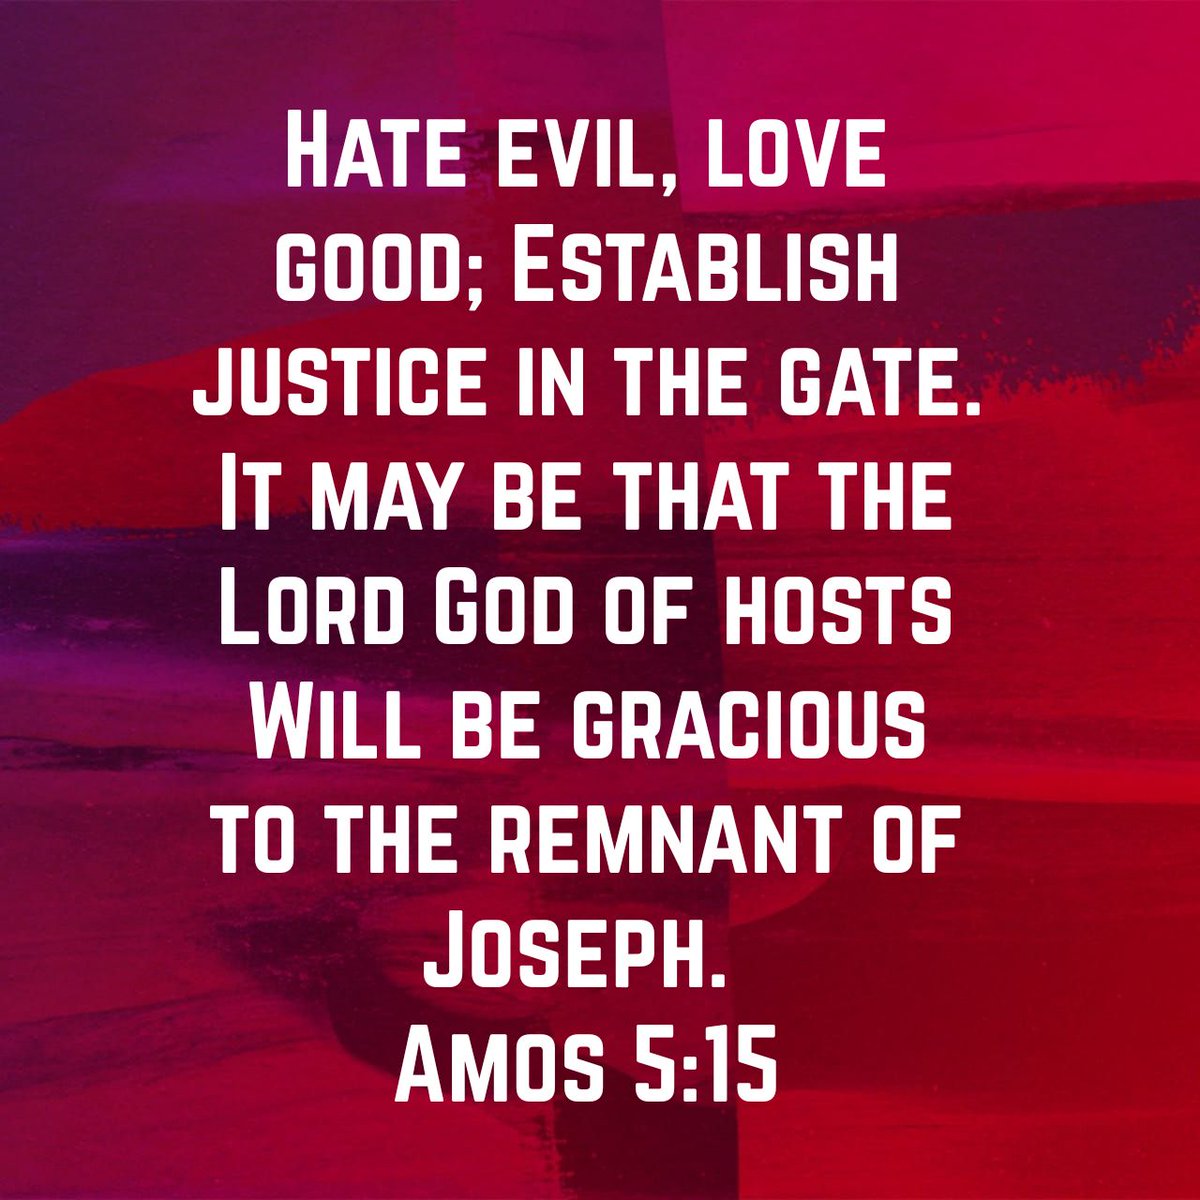 Hate evil, love
good; Establish
justice in the gate.
It may be that the
Lord God of hosts
Will be gracious
to the remnant of
Joseph.
Amos 5:15